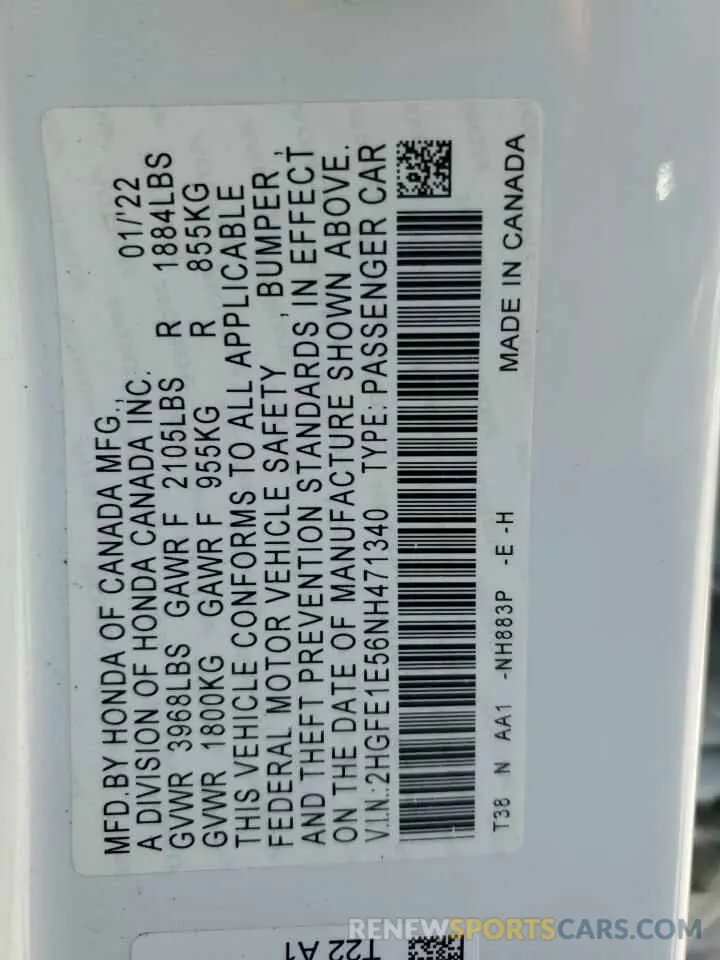 MFD.BY HONDA OF CANADA MFG., 01/'22
A DIVISION OF HONDA CANADA INC.
GVWR 3968LBS GAWR F 2105LBS R 1884LBS
GVWR 1800KG GAWR F 955KG R 855KG
THIS VEHICLE CONFORMS TO ALL APPLICABLE
FEDERAL MOTOR VEHICLE SAFETY , BUMPER ,
AND THEFT PREVENTION STANDARDS IN EFFECT
ON THE DATE OF MANUFACTURE SHOWN ABOVE.
V.I.N.:2HGFE1E56NH471340 TYPE: PASSENGER CAR
T38 N AA1 -NH883P -E -H MADE IN CANADA
T22 A1
RENEWSPORTSCARS.COM